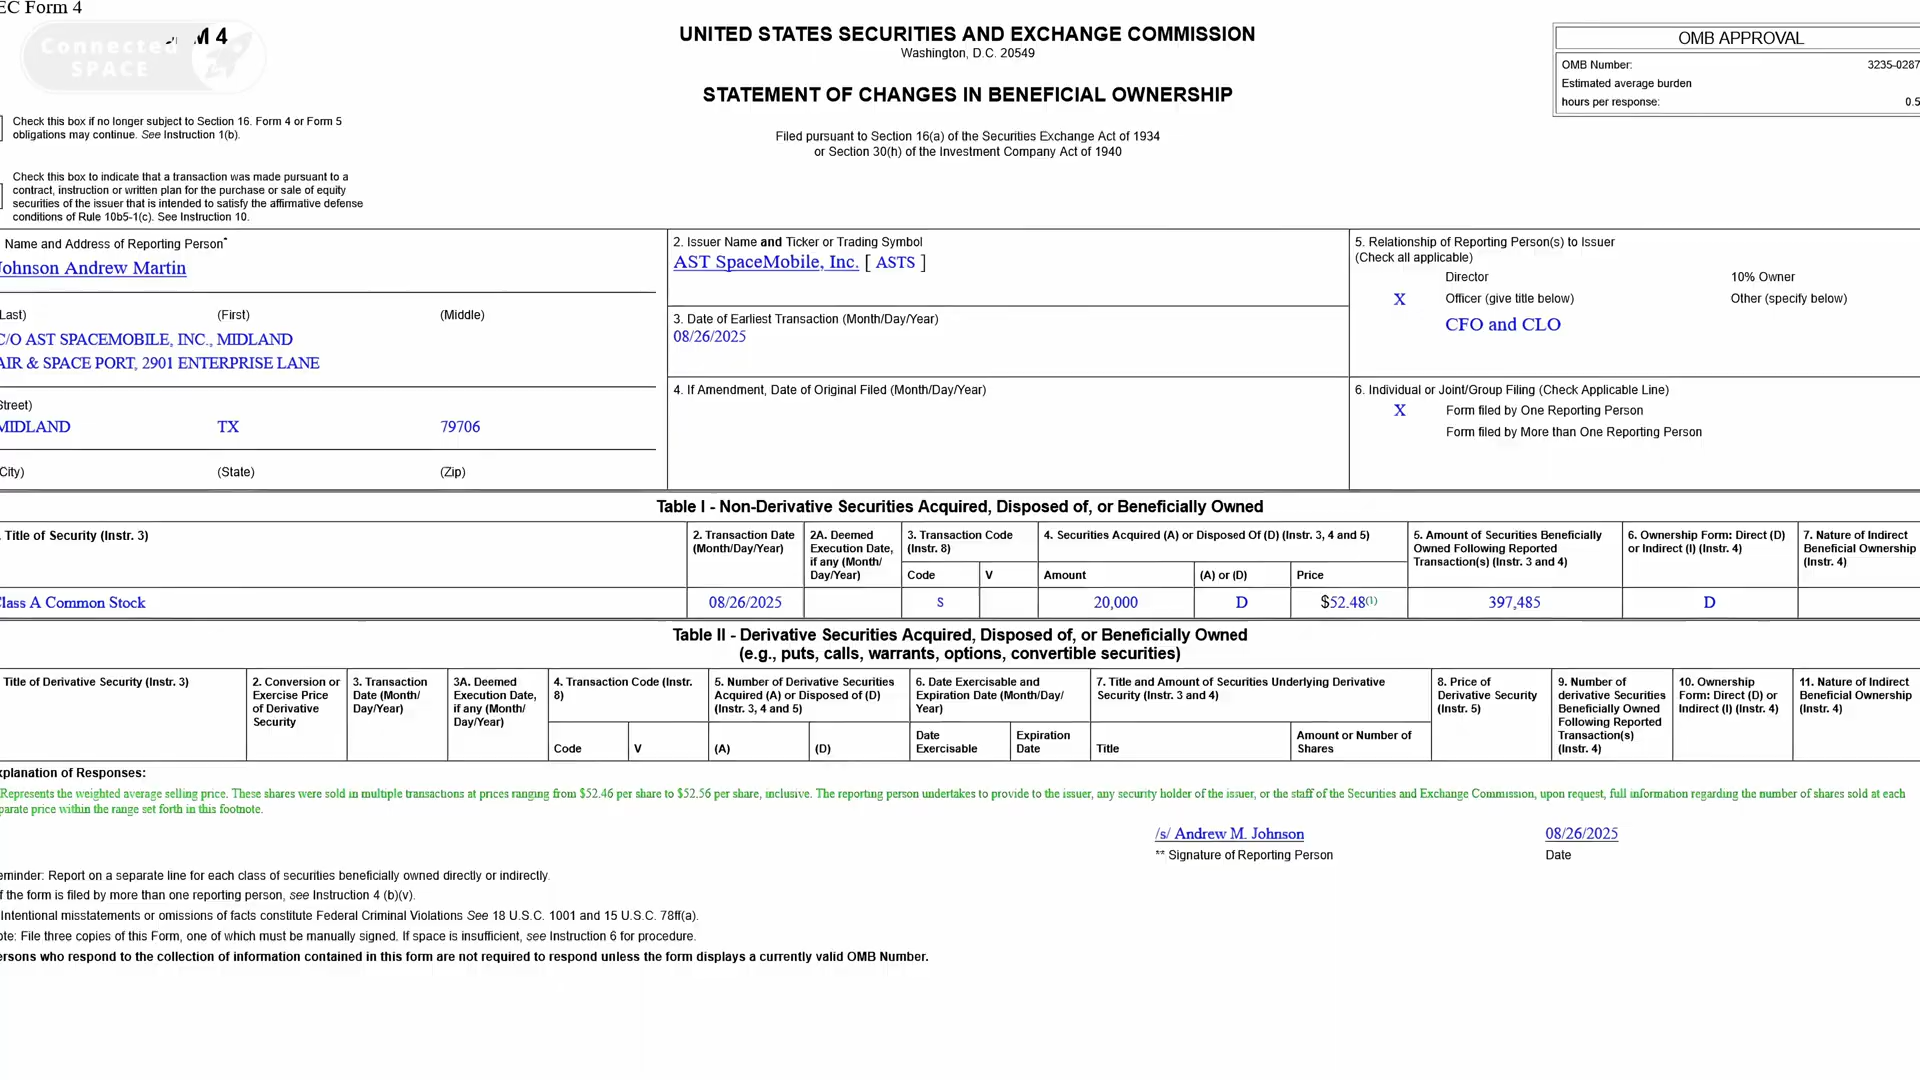 EC Form 4
Connected
SPACE
M 4
UNITED STATES SECURITIES AND EXCHANGE COMMISSION
Washington, D.C. 20549
STATEMENT OF CHANGES IN BENEFICIAL OWNERSHIP
Filed pursuant to Section 16(a) of the Securities Exchange Act of 1934
or Section 30(h) of the Investment Company Act of 1940
OMB APPROVAL
OMB Number: 3235-0287
Estimated average burden
hours per response: 0.5
Check this box if no longer subject to Section 16. Form 4 or Form 5
obligations may continue. See Instruction 1(b).
Check this box to indicate that a transaction was made pursuant to a
contract, instruction or written plan for the purchase or sale of equity
securities of the issuer that is intended to satisfy the affirmative defense
conditions of Rule 10b5-1(c). See Instruction 10.
Name and Address of Reporting Person*
Johnson Andrew Martin
Last) (First) (Middle)
C/O AST SPACEMOBILE, INC., MIDLAND
AIR & SPACE PORT, 2901 ENTERPRISE LANE
Street)
MIDLAND TX 79706
City) (State) (Zip)
2. Issuer Name and Ticker or Trading Symbol
AST SpaceMobile, Inc. [ ASTS ]
3. Date of Earliest Transaction (Month/Day/Year)
08/26/2025
4. If Amendment, Date of Original Filed (Month/Day/Year)
5. Relationship of Reporting Person(s) to Issuer
(Check all applicable)
Director 10% Owner
X Officer (give title below) Other (specify below)
CFO and CLO
6. Individual or Joint/Group Filing (Check Applicable Line)
X Form filed by One Reporting Person
Form filed by More than One Reporting Person
Table I - Non-Derivative Securities Acquired, Disposed of, or Beneficially Owned
. Title of Security (Instr. 3)
2. Transaction Date
(Month/Day/Year)
2A. Deemed
Execution Date,
if any (Month/
Day/Year)
3. Transaction Code
(Instr. 8)
4. Securities Acquired (A) or Disposed Of (D) (Instr. 3, 4 and 5)
5. Amount of Securities Beneficially
Owned Following Reported
Transaction(s) (Instr. 3 and 4)
6. Ownership Form: Direct (D)
or Indirect (I) (Instr. 4)
7. Nature of Indirect
Beneficial Ownership
(Instr. 4)
Code V Amount (A) or (D) Price
Class A Common Stock 08/26/2025 S 20,000 D $52.48(1) 397,485 D
Table II - Derivative Securities Acquired, Disposed of, or Beneficially Owned
(e.g., puts, calls, warrants, options, convertible securities)
Title of Derivative Security (Instr. 3)
2. Conversion or
Exercise Price
of Derivative
Security
3. Transaction
Date (Month/
Day/Year)
3A. Deemed
Execution Date,
if any (Month/
Day/Year)
4. Transaction Code (Instr.
8)
5. Number of Derivative Securities
Acquired (A) or Disposed of (D)
(Instr. 3, 4 and 5)
6. Date Exercisable and
Expiration Date (Month/Day/
Year)
7. Title and Amount of Securities Underlying Derivative
Security (Instr. 3 and 4)
8. Price of
Derivative Security
(Instr. 5)
9. Number of
derivative Securities
Beneficially Owned
Following Reported
Transaction(s)
(Instr. 4)
10. Ownership
Form: Direct (D) or
Indirect (I) (Instr. 4)
11. Nature of Indirect
Beneficial Ownership
(Instr. 4)
Code V (A) (D)
Date
Exercisable
Expiration
Date
Title
Amount or Number of
Shares
xplanation of Responses:
Represents the weighted average selling price. These shares were sold in multiple transactions at prices ranging from $52.46 per share to $52.56 per share, inclusive. The reporting person undertakes to provide to the issuer, any security holder of the issuer, or the staff of the Securities and Exchange Commission, upon request, full information regarding the number of shares sold at each
parate price within the range set forth in this footnote.
/s/ Andrew M. Johnson 08/26/2025
** Signature of Reporting Person Date
eminder: Report on a separate line for each class of securities beneficially owned directly or indirectly.
f the form is filed by more than one reporting person, see Instruction 4 (b)(v).
Intentional misstatements or omissions of facts constitute Federal Criminal Violations See 18 U.S.C. 1001 and 15 U.S.C. 78ff(a).
ote: File three copies of this Form, one of which must be manually signed. If space is insufficient, see Instruction 6 for procedure.
ersons who respond to the collection of information contained in this form are not required to respond unless the form displays a currently valid OMB Number.